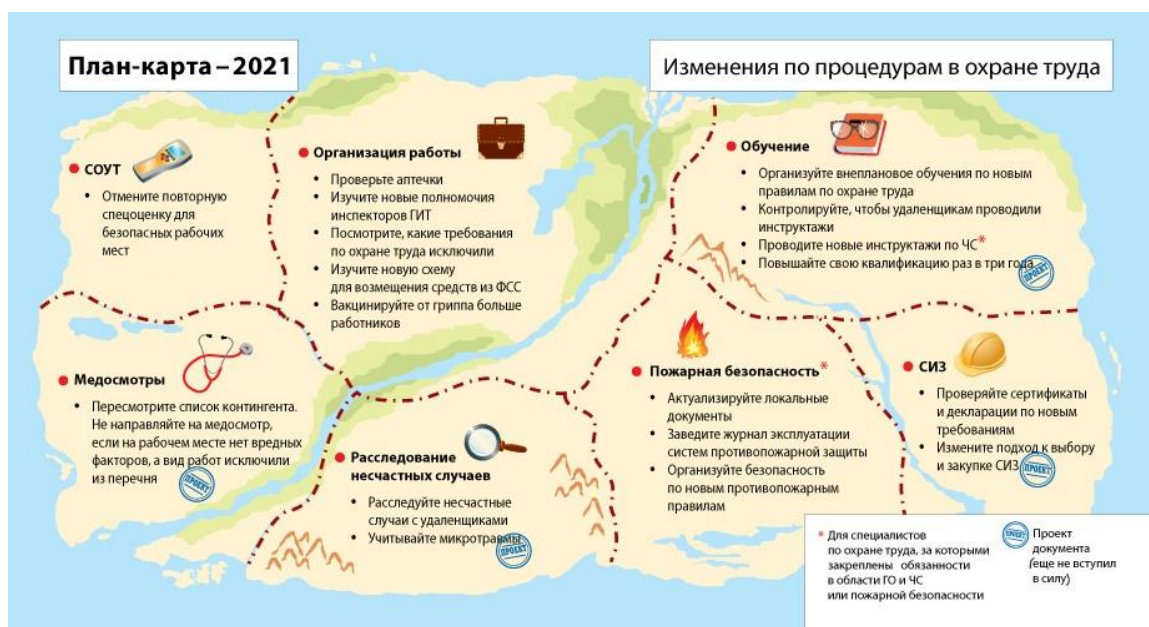 План-карта – 2021
Изменения по процедурам в охране труда
СОУТ
• Отмените повторную
спецоценку для
безопасных рабочих
мест
Организация работы
• Проверьте аптечки
• Изучите новые полномочия
инспекторов ГИТ
• Посмотрите, какие требования
по охране труда исключили
• Изучите новую схему
для возмещения средств из ФСС
• Вакцинируйте от гриппа больше
работников
Обучение
• Организуйте внеплановое обучения по новым
правилам по охране труда
• Контролируйте, чтобы удаленщикам проводили
инструктажи
• Проводите новые инструктажи по ЧС*
• Повышайте свою квалификацию раз в три года
ПРОЕКТ
Медосмотры
• Пересмотрите список контингента.
Не направляйте на медосмотр,
если на рабочем месте нет вредных
факторов, а вид работ исключили
из перечня
ПРОЕКТ
Расследование
несчастных случаев
• Расследуйте несчастные
случаи с удаленщиками
• Учитывайте микротравмы
ПРОЕКТ
Пожарная безопасность*
• Актуализируйте локальные
документы
• Заведите журнал эксплуатации
систем противопожарной защиты
• Организуйте безопасность
по новым противопожарным
правилам
СИЗ
• Проверяйте сертификаты
и декларации по новым
требованиям
• Измените подход к выбору
и закупке СИЗ
ПРОЕКТ
* Для специалистов
по охране труда, за которыми
закреплены обязанности
в области ГО и ЧС
или пожарной безопасности
ПРОЕКТ
Проект
документа
(еще не вступил
в силу)